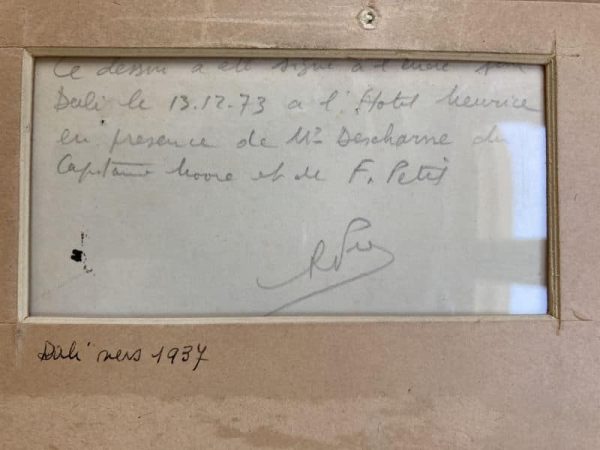 Ce dessin a été signé à l'encre par
Dali le 13.12.73 a l'Hotel Meurice
en presence de Mr Descharne du
Capitaine Moore et de F. Petit
Dali vers 1937